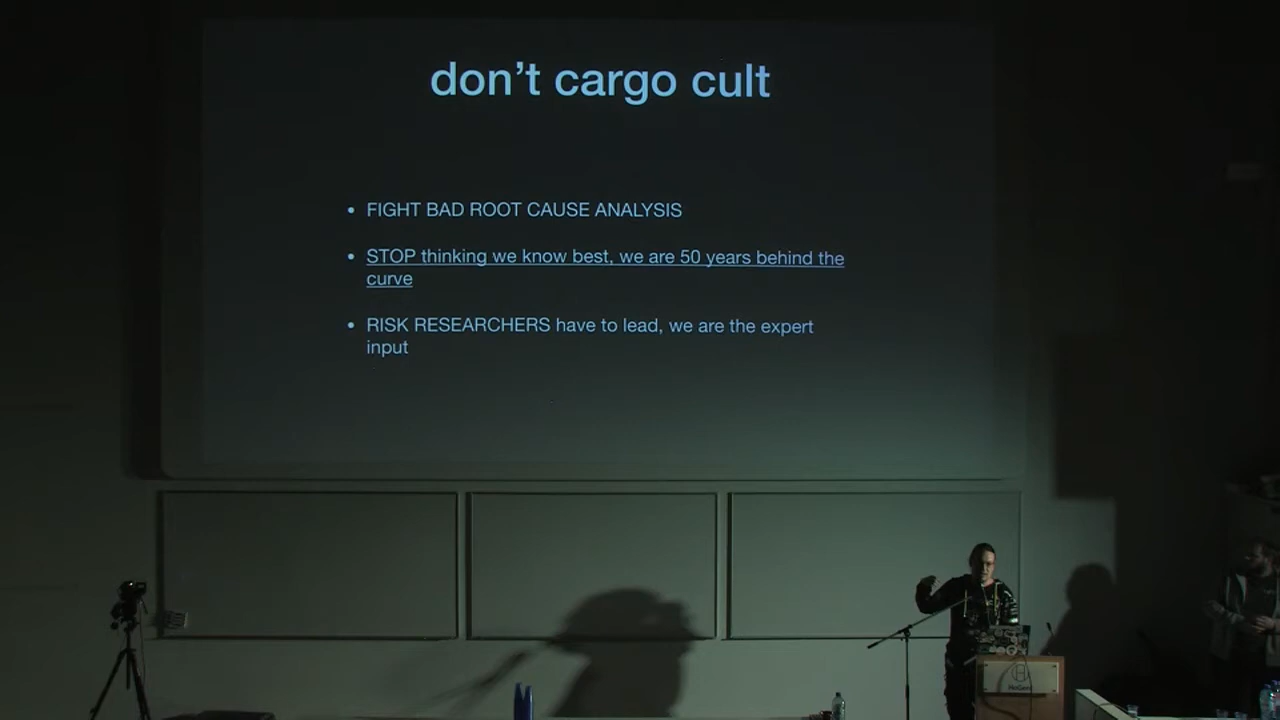 don't cargo cult
• FIGHT BAD ROOT CAUSE ANALYSIS
• STOP thinking we know best, we are 50 years behind the
curve
• RISK RESEARCHERS have to lead, we are the expert
input